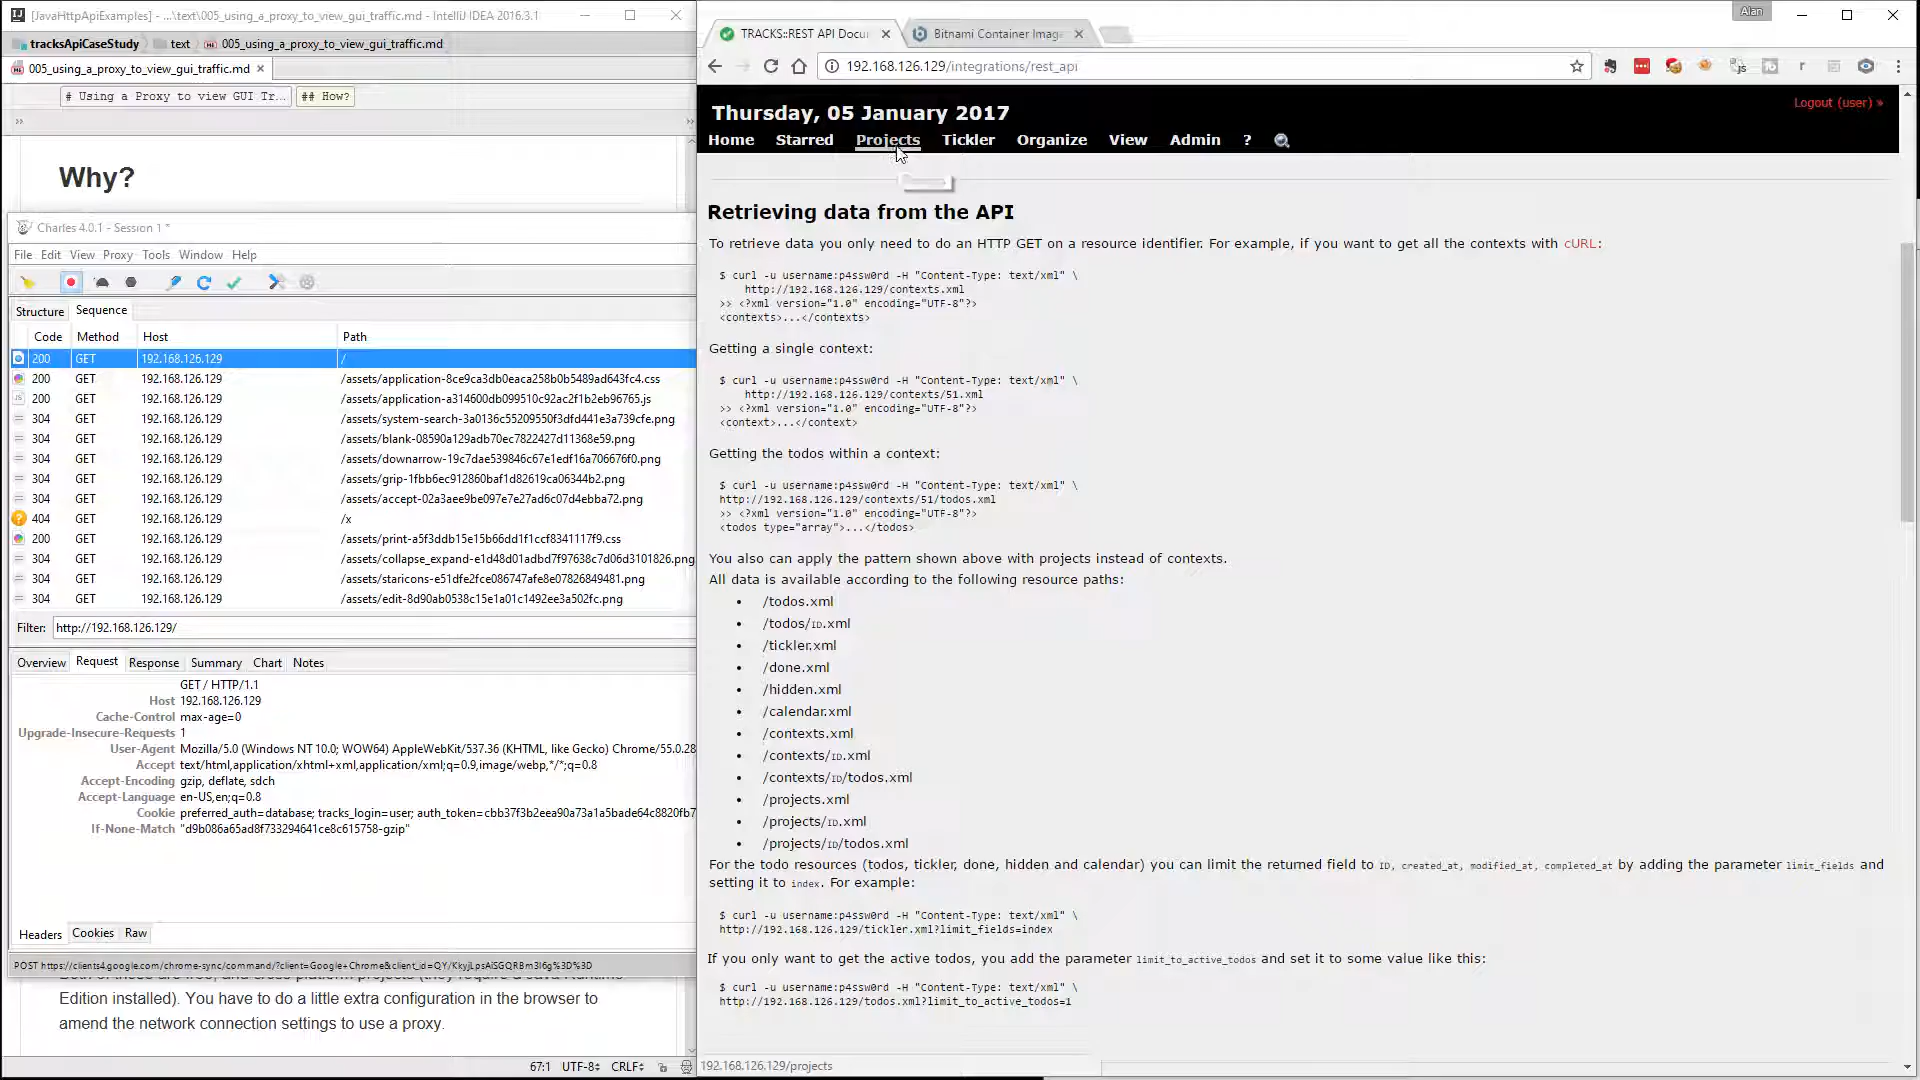 [JavaHttpApiExamples] - ...\text\005_using_a_proxy_to_view_gui_traffic.md - IntelliJ IDEA 2016.3.1
tracksApiCaseStudy text 005_using_a_proxy_to_view_gui_traffic.md
005_using_a_proxy_to_view_gui_traffic.md
# Using a Proxy to view GUI Tr... ## How?
Why?
Charles 4.0.1 - Session 1 *
File Edit View Proxy Tools Window Help
Structure Sequence
Code Method Host Path
200 GET 192.168.126.129 /
200 GET 192.168.126.129 /assets/application-8ce9ca3db0eaca258b0b5489ad643fc4.css
200 GET 192.168.126.129 /assets/application-a314600db099510c92ac2f1b2eb96765.js
304 GET 192.168.126.129 /assets/system-search-3a0136c55209550f3dfd441e3a739cfe.png
304 GET 192.168.126.129 /assets/blank-08590a129adb70ec7822427d11368e59.png
304 GET 192.168.126.129 /assets/downarrow-19c7dae539846c67e1edf16a706676f0.png
304 GET 192.168.126.129 /assets/grip-1fbb6ec912860baf1d82619ca06344b2.png
304 GET 192.168.126.129 /assets/accept-02a3aee9be097e7e27ad6c07d4ebba72.png
404 GET 192.168.126.129 /x
200 GET 192.168.126.129 /assets/print-a5f3ddb15e15b66dd1f1ccf8341117f9.css
304 GET 192.168.126.129 /assets/collapse_expand-e1d48d01adbd7f97638c7d06d3101826.png
304 GET 192.168.126.129 /assets/staricons-e51dfe2fce086747afe8e07826849481.png
304 GET 192.168.126.129 /assets/edit-8d90ab0538c15e1a01c1492ee3a502fc.png
Filter: http://192.168.126.129/
Overview Request Response Summary Chart Notes
GET / HTTP/1.1
Host 192.168.126.129
Cache-Control max-age=0
Upgrade-Insecure-Requests 1
User-Agent Mozilla/5.0 (Windows NT 10.0; WOW64) AppleWebKit/537.36 (KHTML, like Gecko) Chrome/55.0.28
Accept text/html,application/xhtml+xml,application/xml;q=0.9,image/webp,*/*;q=0.8
Accept-Encoding gzip, deflate, sdch
Accept-Language en-US,en;q=0.8
Cookie preferred_auth=database; tracks_login=user; auth_token=cbb37f3b2eea90a73a1a5bade64c8820fb7
If-None-Match "d9b086a65ad8f733294641ce8c615758-gzip"
Headers Cookies Raw
POST https://clients4.google.com/chrome-sync/command/?client=Google+Chrome&client_id=QY/KkyjLpsAiSGQRBm3l6g%3D%3D
Edition installed). You have to do a little extra configuration in the browser to
amend the network connection settings to use a proxy.
67:1 UTF-8 CRLF
Alan
TRACKS::REST API Docu Bitnami Container Imag
192.168.126.129/integrations/rest_api
Logout (user) »
Thursday, 05 January 2017
Home Starred Projects Tickler Organize View Admin ?
Retrieving data from the API
To retrieve data you only need to do an HTTP GET on a resource identifier. For example, if you want to get all the contexts with cURL:
$ curl -u username:p4ssw0rd -H "Content-Type: text/xml" \
http://192.168.126.129/contexts.xml
>> <?xml version="1.0" encoding="UTF-8"?>
<contexts>...</contexts>
Getting a single context:
$ curl -u username:p4ssw0rd -H "Content-Type: text/xml" \
http://192.168.126.129/contexts/51.xml
>> <?xml version="1.0" encoding="UTF-8"?>
<context>...</context>
Getting the todos within a context:
$ curl -u username:p4ssw0rd -H "Content-Type: text/xml" \
http://192.168.126.129/contexts/51/todos.xml
>> <?xml version="1.0" encoding="UTF-8"?>
<todos type="array">...</todos>
You also can apply the pattern shown above with projects instead of contexts.
All data is available according to the following resource paths:
• /todos.xml
• /todos/ID.xml
• /tickler.xml
• /done.xml
• /hidden.xml
• /calendar.xml
• /contexts.xml
• /contexts/ID.xml
• /contexts/ID/todos.xml
• /projects.xml
• /projects/ID.xml
• /projects/ID/todos.xml
For the todo resources (todos, tickler, done, hidden and calendar) you can limit the returned field to ID, created_at, modified_at, completed_at by adding the parameter limit_fields and
setting it to index. For example:
$ curl -u username:p4ssw0rd -H "Content-Type: text/xml" \
http://192.168.126.129/tickler.xml?limit_fields=index
If you only want to get the active todos, you add the parameter limit_to_active_todos and set it to some value like this:
$ curl -u username:p4ssw0rd -H "Content-Type: text/xml" \
http://192.168.126.129/todos.xml?limit_to_active_todos=1
192.168.126.129/projects